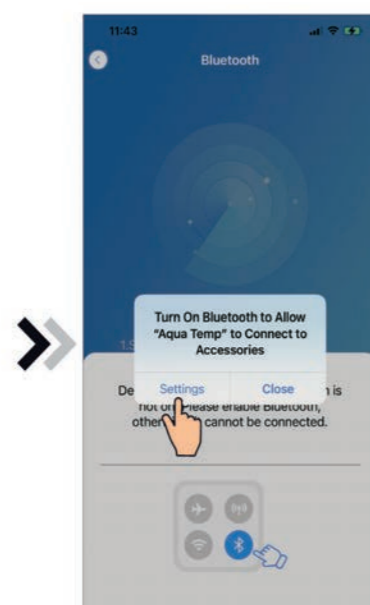 11:43
Bluetooth
Turn On Bluetooth to Allow
“Aqua Temp” to Connect to
Accessories
Settings
Close
is
not on. Please enable Bluetooth,
cannot be connected.